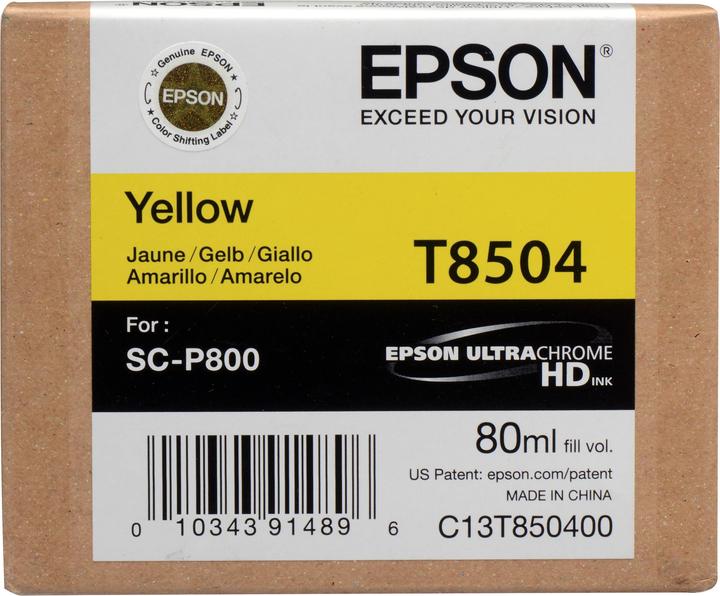 EPSON
Genuine EPSON
EPSON
Color Shifting Label
EPSON®
EXCEED YOUR VISION
Yellow
Jaune/Gelb/Giallo
Amarillo/Amarelo
T8504
For :
SC-P800
EPSON ULTRACHROME
HD INK
80ml fill vol.
US Patent: epson.com/patent
MADE IN CHINA
C13T850400
0 10343 91489 6